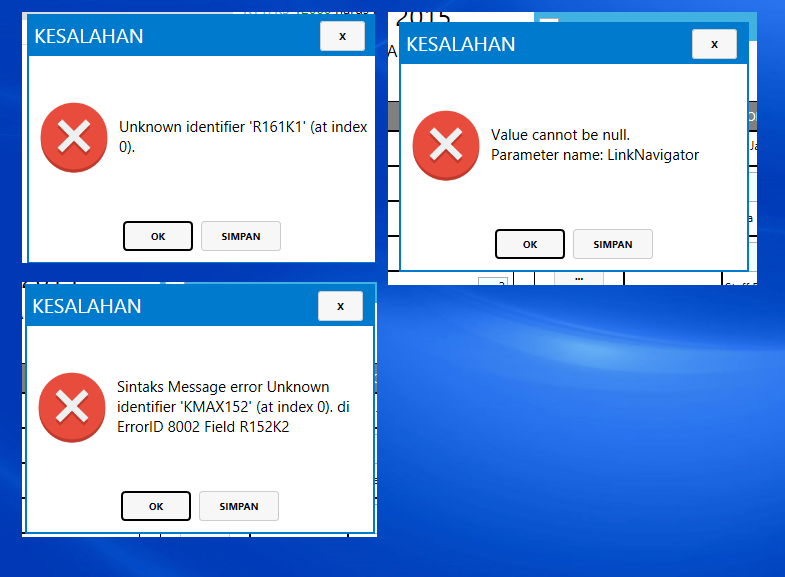 KESALAHAN
x
Unknown identifier 'R161K1' (at index
0).
OK
SIMPAN
2015
KESALAHAN
x
Value cannot be null.
Parameter name: LinkNavigator
OK
SIMPAN
...
KESALAHAN
x
Sintaks Message error Unknown
identifier 'KMAX152' (at index 0). di
ErrorID 8002 Field R152K2
OK
SIMPAN